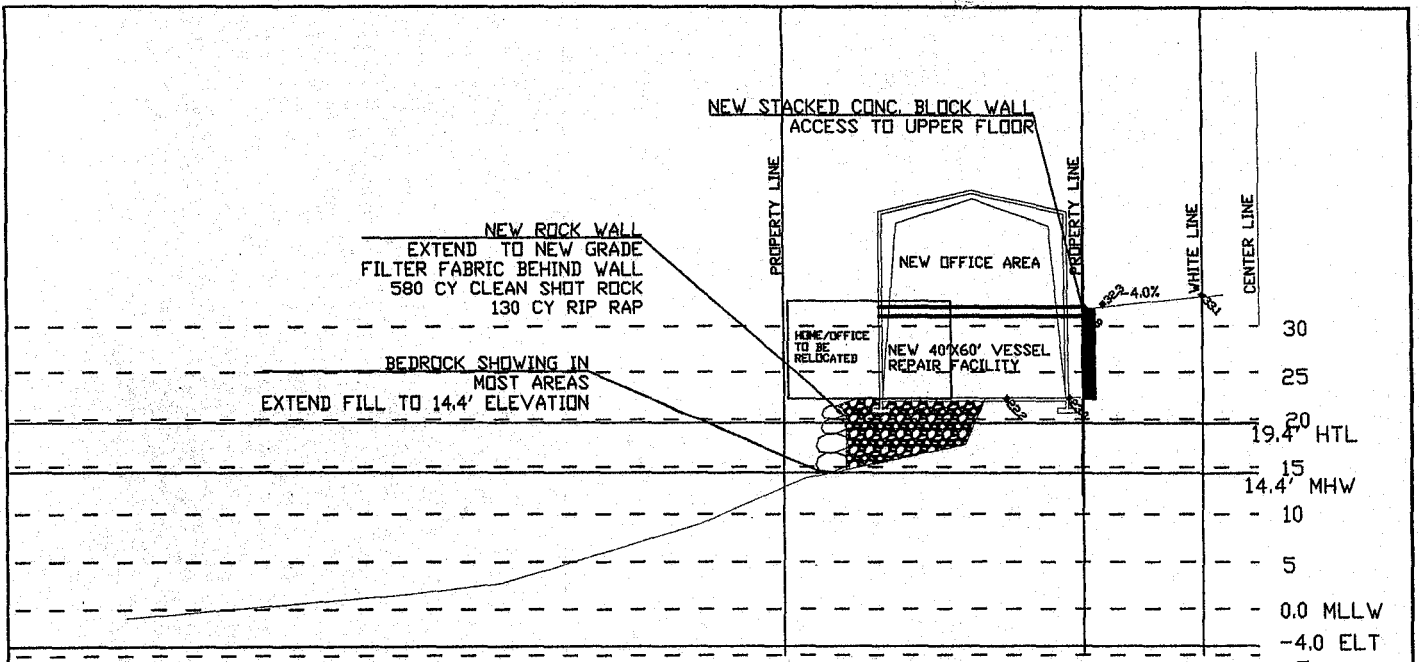 NEW STACKED CONC. BLOCK WALL
ACCESS TO UPPER FLOOR
PROPERTY LINE
PROPERTY LINE
WHITE LINE
CENTER LINE
NEW ROCK WALL
EXTEND TO NEW GRADE
FILTER FABRIC BEHIND WALL
580 CY CLEAN SHOT ROCK
130 CY RIP RAP
NEW OFFICE AREA
-4.0%
HOME/OFFICE
TO BE
RELOCATED
NEW 40'X60' VESSEL
REPAIR FACILITY
BEDROCK SHOWING IN
MOST AREAS
EXTEND FILL TO 14.4' ELEVATION
30
25
20
19.4' HTL
15
14.4' MHW
10
5
0.0 MLLW
-4.0 ELT